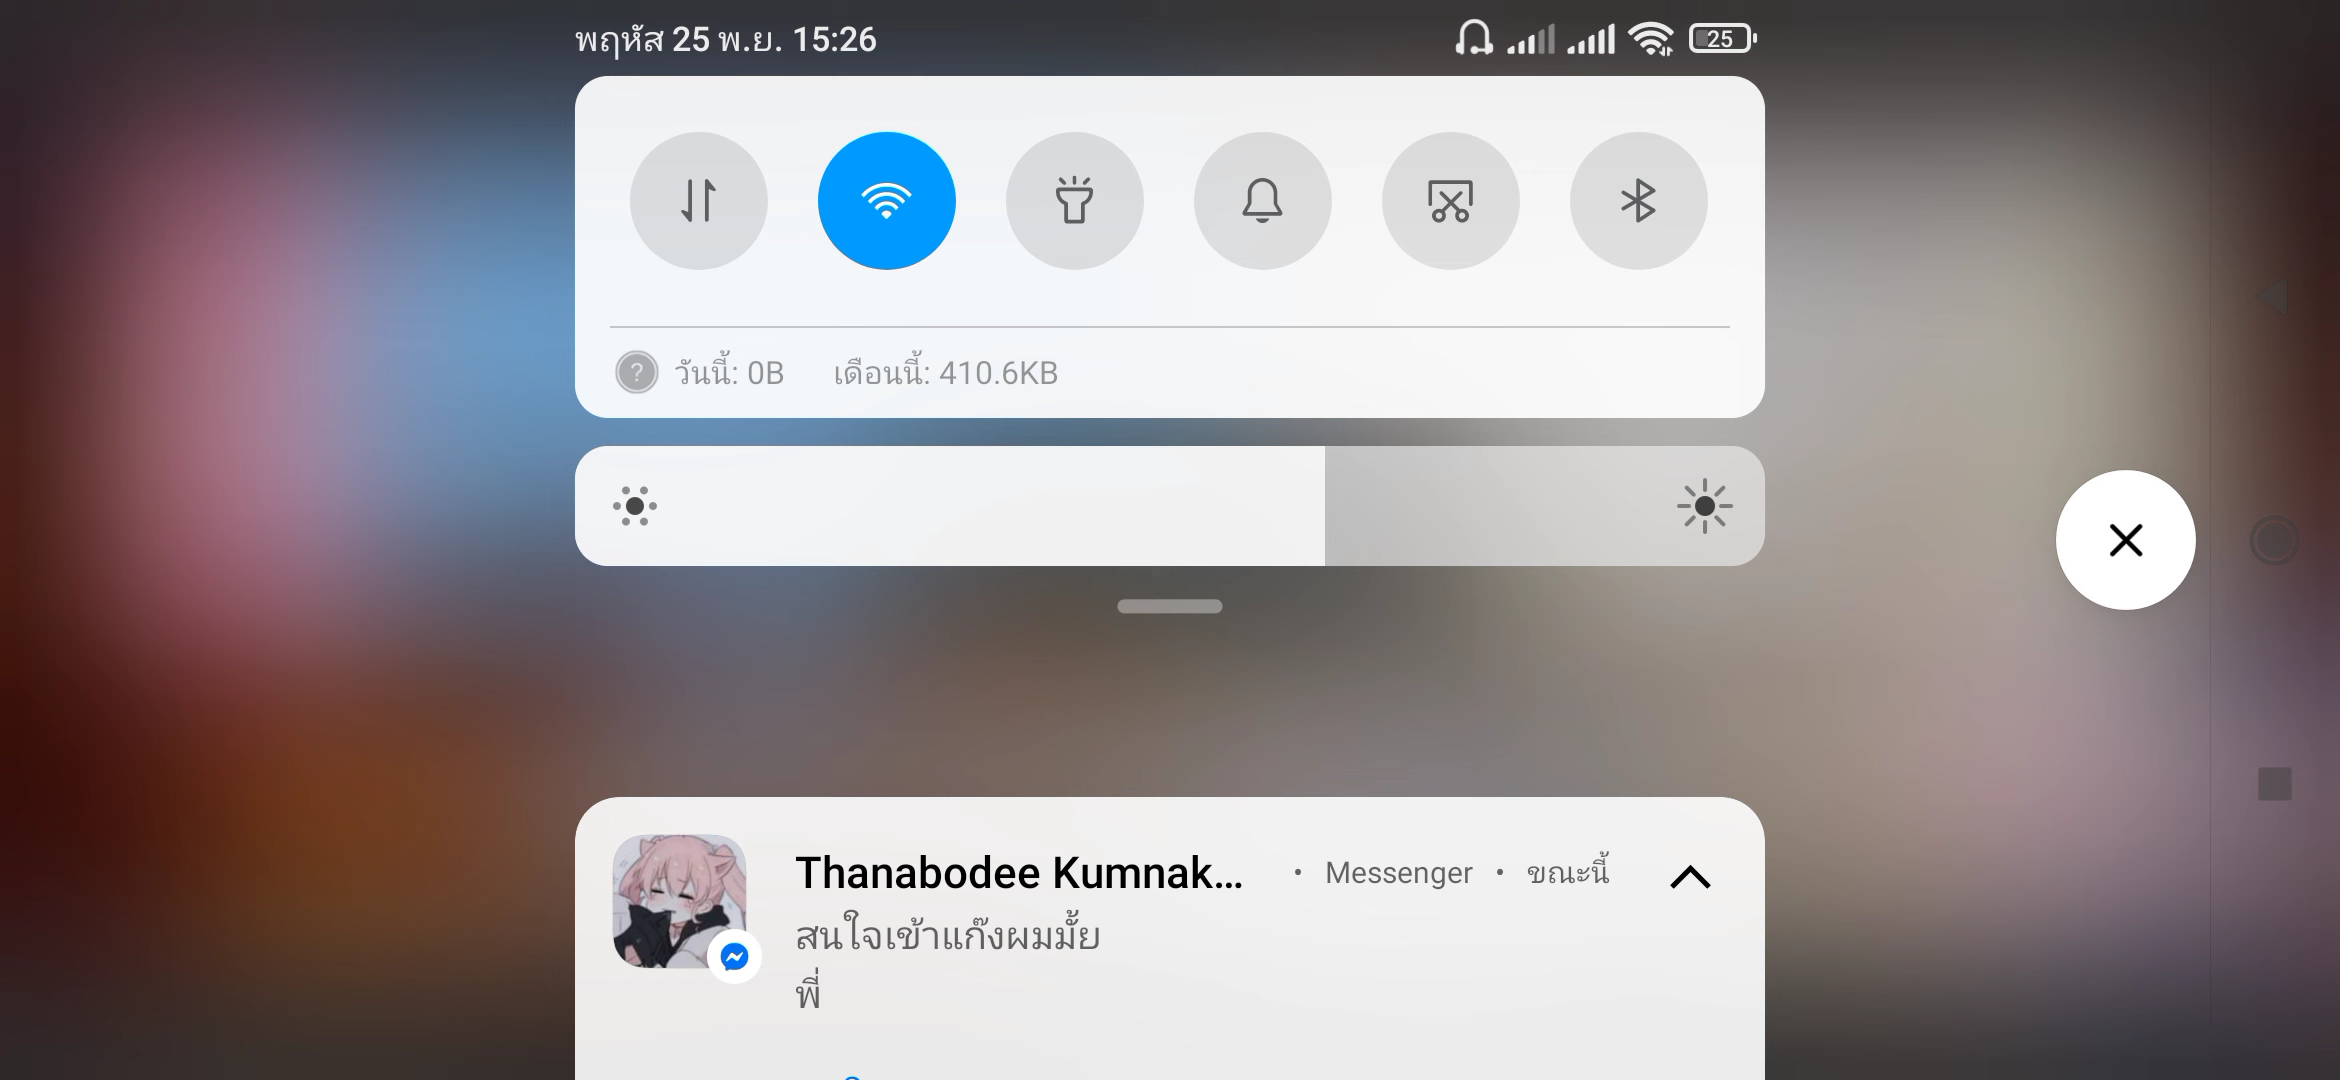 พฤหัส 25 พ.ย. 15:26
25
วันนี้: 0B เดือนนี้: 410.6KB
Thanabodee Kumnak... • Messenger • ขณะนี้
สนใจเข้าแก๊งผมมั้ย
พี่